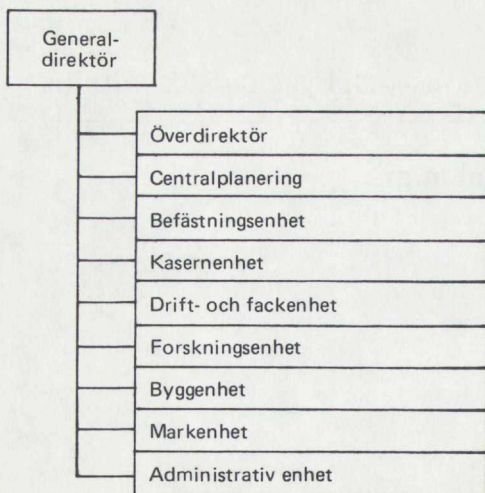 General-
direktör
Överdirektör
Centralplanering
Befästningsenhet
Kasernenhet
Drift- och fackenhet
Forskningsenhet
Byggenhet
Markenhet
Administrativ enhet